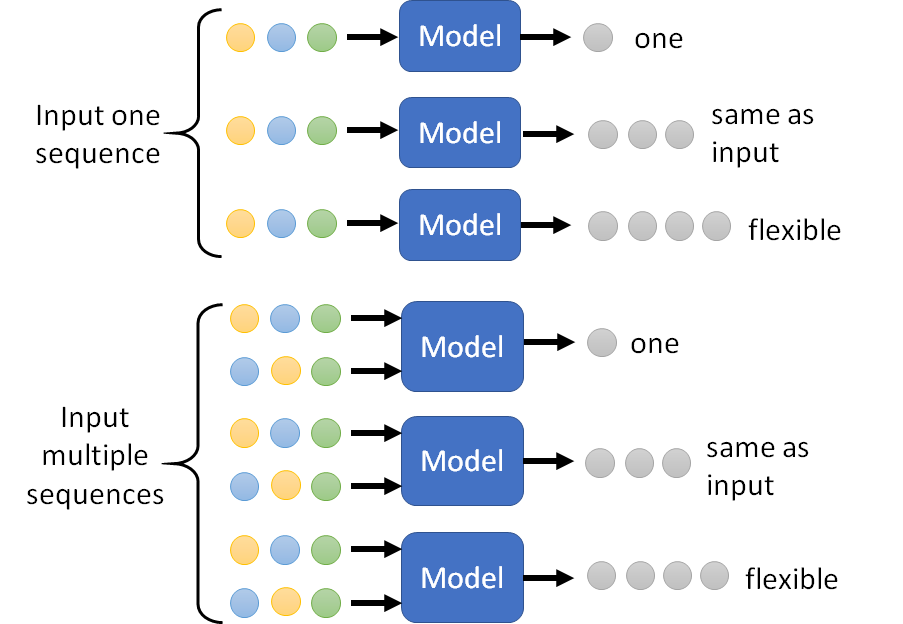 Input one
sequence
Model
one
Model
same as
input
Model
flexible
Input
multiple
sequences
Model
one
Model
same as
input
Model
flexible